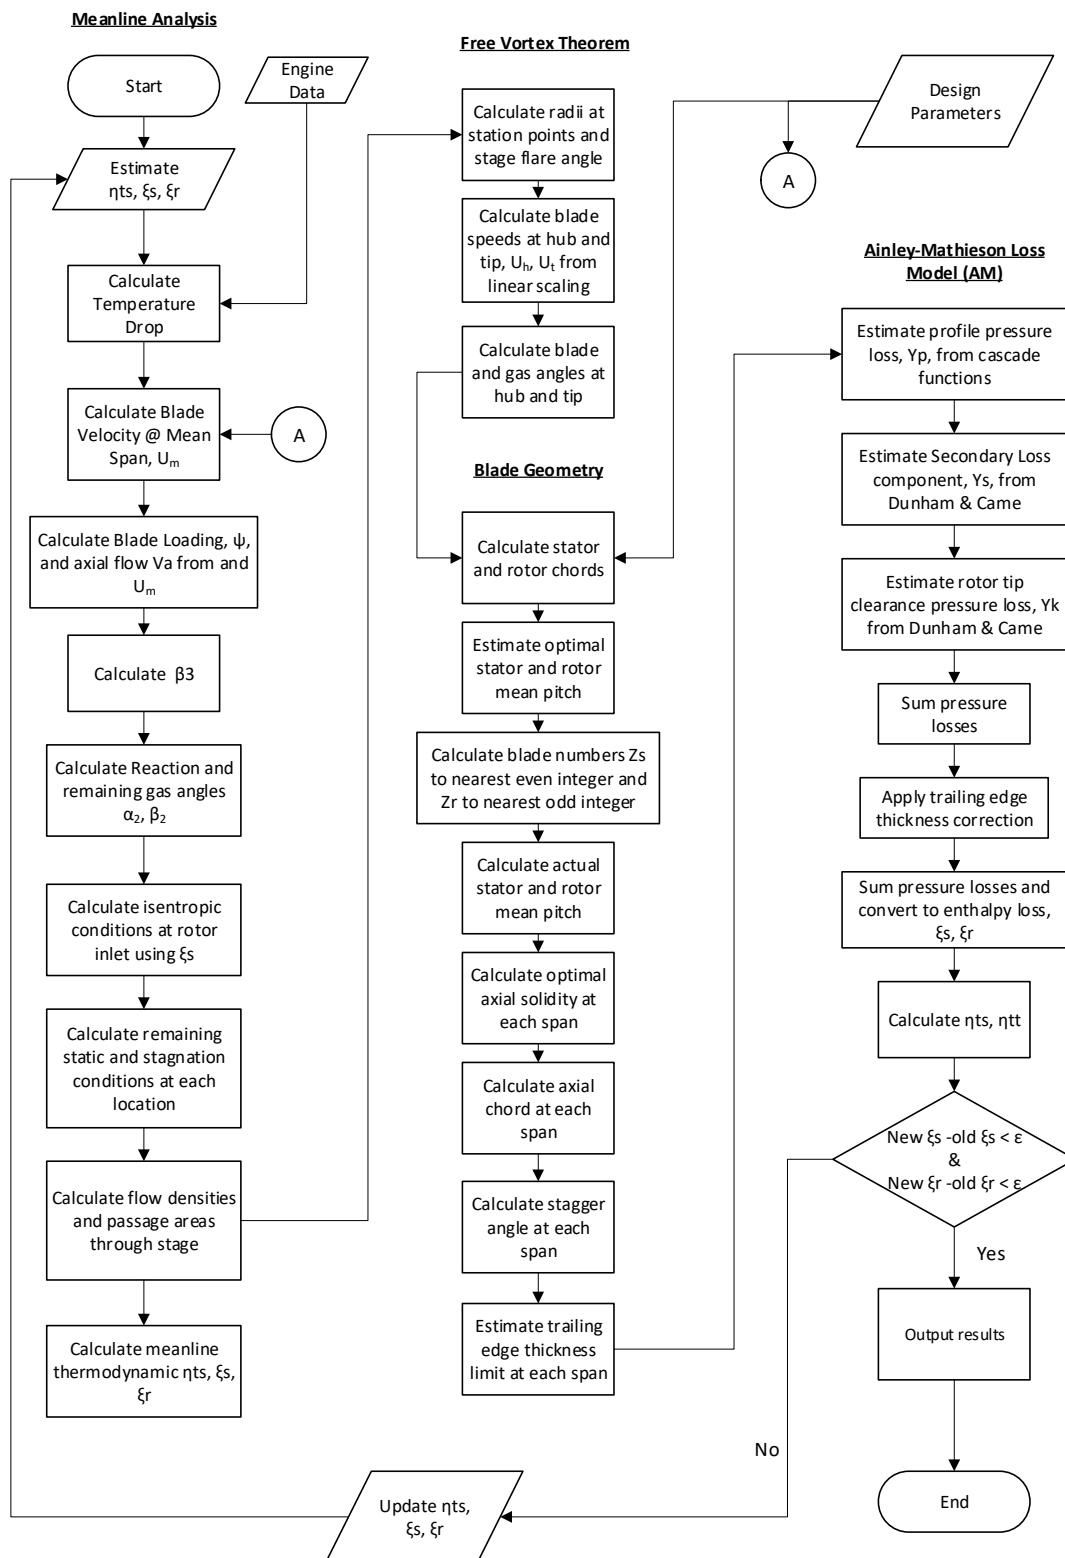 Meanline Analysis
Start
Engine
Data
Estimate
ηts, ξs, ξr
Calculate
Temperature
Drop
Calculate Blade
Velocity @ Mean
Span, Um
A
Calculate Blade Loading, ψ,
and axial flow Va from and
Um
Calculate β3
Calculate Reaction and
remaining gas angles
α2, β2
Calculate isentropic
conditions at rotor
inlet using ξs
Calculate remaining
static and stagnation
conditions at each
location
Calculate flow densities
and passage areas
through stage
Calculate meanline
thermodynamic ηts, ξs,
ξr
Free Vortex Theorem
Calculate radii at
station points and
stage flare angle
Calculate blade
speeds at hub and
tip, Uh, Ut from
linear scaling
Calculate blade
and gas angles at
hub and tip
Blade Geometry
Calculate stator
and rotor chords
Estimate optimal
stator and rotor
mean pitch
Calculate blade numbers Zs
to nearest even integer and
Zr to nearest odd integer
Calculate actual
stator and rotor
mean pitch
Calculate optimal
axial solidity at
each span
Calculate axial
chord at each
span
Calculate stagger
angle at each
span
Estimate trailing
edge thickness
limit at each span
Design
Parameters
A
Ainley-Mathieson Loss
Model (AM)
Estimate profile pressure
loss, Yp, from cascade
functions
Estimate Secondary Loss
component, Ys, from
Dunham & Came
Estimate rotor tip
clearance pressure loss, Yk
from Dunham & Came
Sum pressure
losses
Apply trailing edge
thickness correction
Sum pressure losses and
convert to enthalpy loss,
ξs, ξr
Calculate ηts, ηtt
New ξs -old ξs < ε
&
New ξr -old ξr < ε
Yes
Output results
No
End
Update ηts,
ξs, ξr